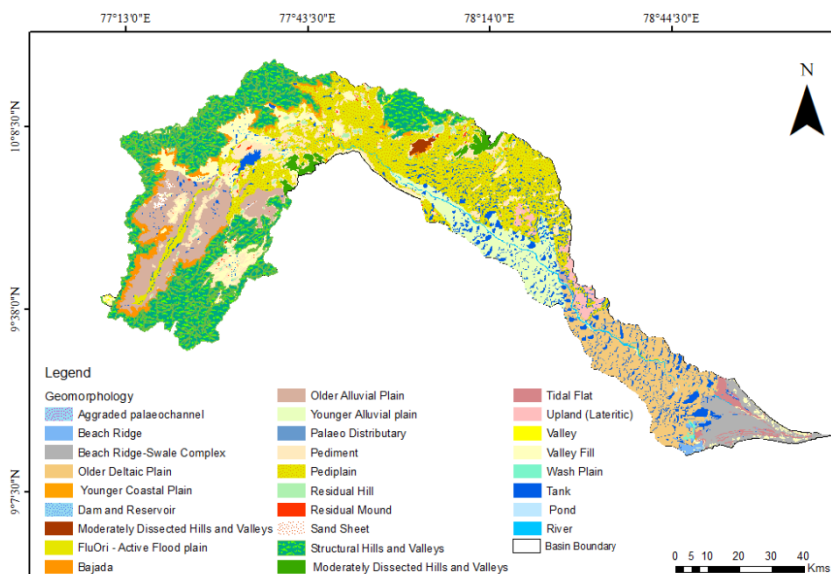 77°13'0"E 77°43'30"E 78°14'0"E 78°44'30"E
N
10°8'30"N
9°38'0"N
9°7'30"N
Legend
Geomorphology
Aggraded palaeochannel
Beach Ridge
Beach Ridge-Swale Complex
Older Deltaic Plain
Younger Coastal Plain
Dam and Reservoir
Moderately Dissected Hills and Valleys
FluOri - Active Flood plain
Bajada
Older Alluvial Plain
Younger Alluvial plain
Palaeo Distributary
Pediment
Pediplain
Residual Hill
Residual Mound
Sand Sheet
Structural Hills and Valleys
Moderately Dissected Hills and Valleys
Tidal Flat
Upland (Lateritic)
Valley
Valley Fill
Wash Plain
Tank
Pond
River
Basin Boundary
0 5 10 20 30 40
Kms